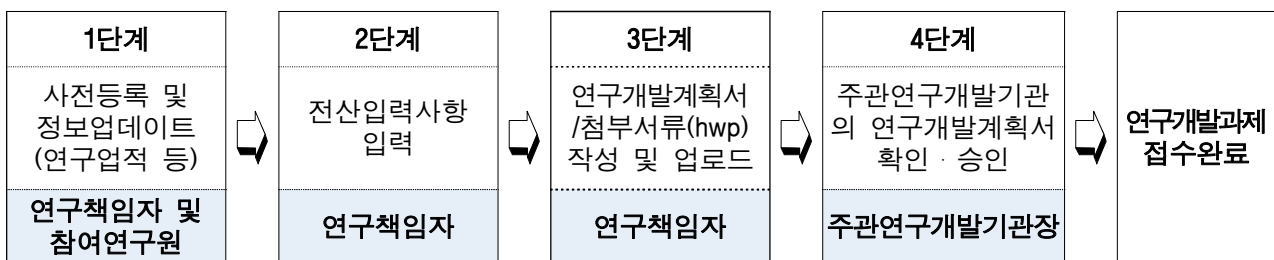 1단계
사전등록 및
정보업데이트
(연구업적 등)
연구책임자 및
참여연구원
2단계
전산입력사항
입력
연구책임자
3단계
연구개발계획서
/첨부서류(hwp)
작성 및 업로드
연구책임자
4단계
주관연구개발기관
의 연구개발계획서
확인 · 승인
주관연구개발기관장
연구개발과제
접수완료